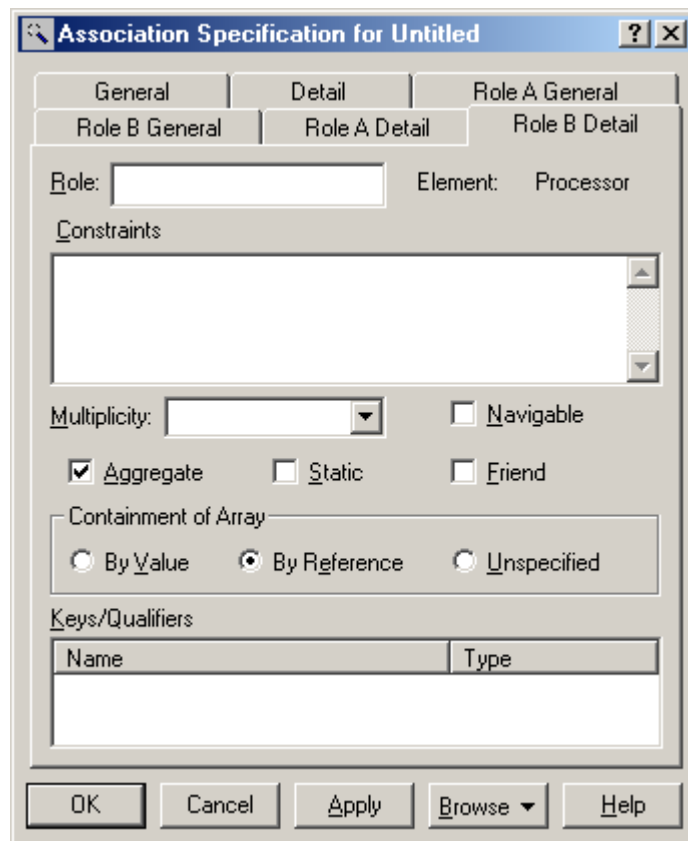 Association Specification for Untitled
General Detail Role A General
Role B General Role A Detail Role B Detail
Role: Element: Processor
Constraints
Multiplicity: Navigable
Aggregate Static Friend
Containment of Array
By Value By Reference Unspecified
Keys/Qualifiers
Name Type
OK Cancel Apply Browse Help